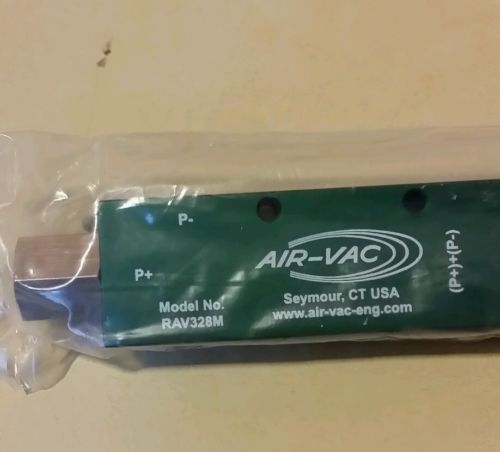 P-
P+
AIR-VAC
(P+)+(P-)
Model No.
RAV328M
Seymour, CT USA
www.air-vac-eng.com